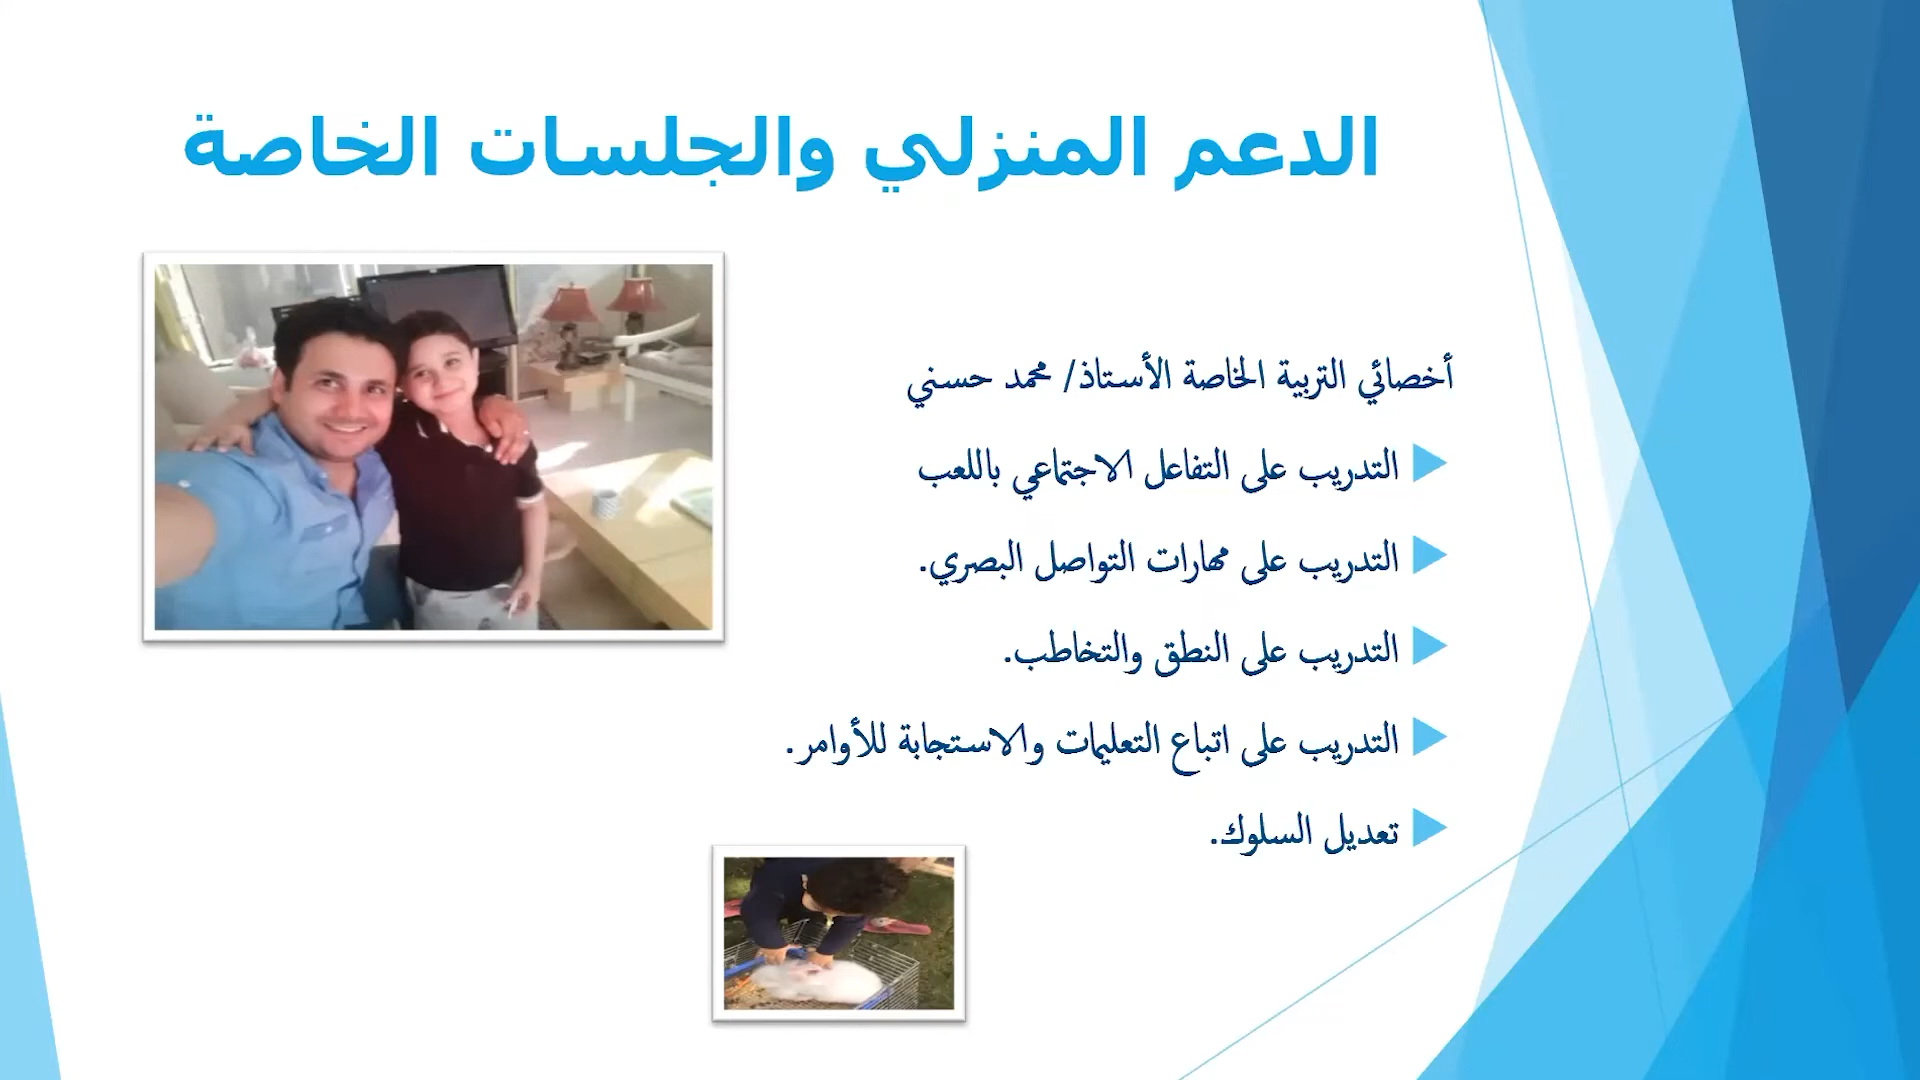 الدعم المنزلي والجلسات الخاصة
أخصائي التربية الخاصة الأستاذ/ محمد حسني
التدريب على التفاعل الاجتماعي باللعب
التدريب على مهارات التواصل البصري.
التدريب على النطق والتخاطب.
التدريب على اتباع التعليمات والاستجابة للأوامر.
تعديل السلوك.